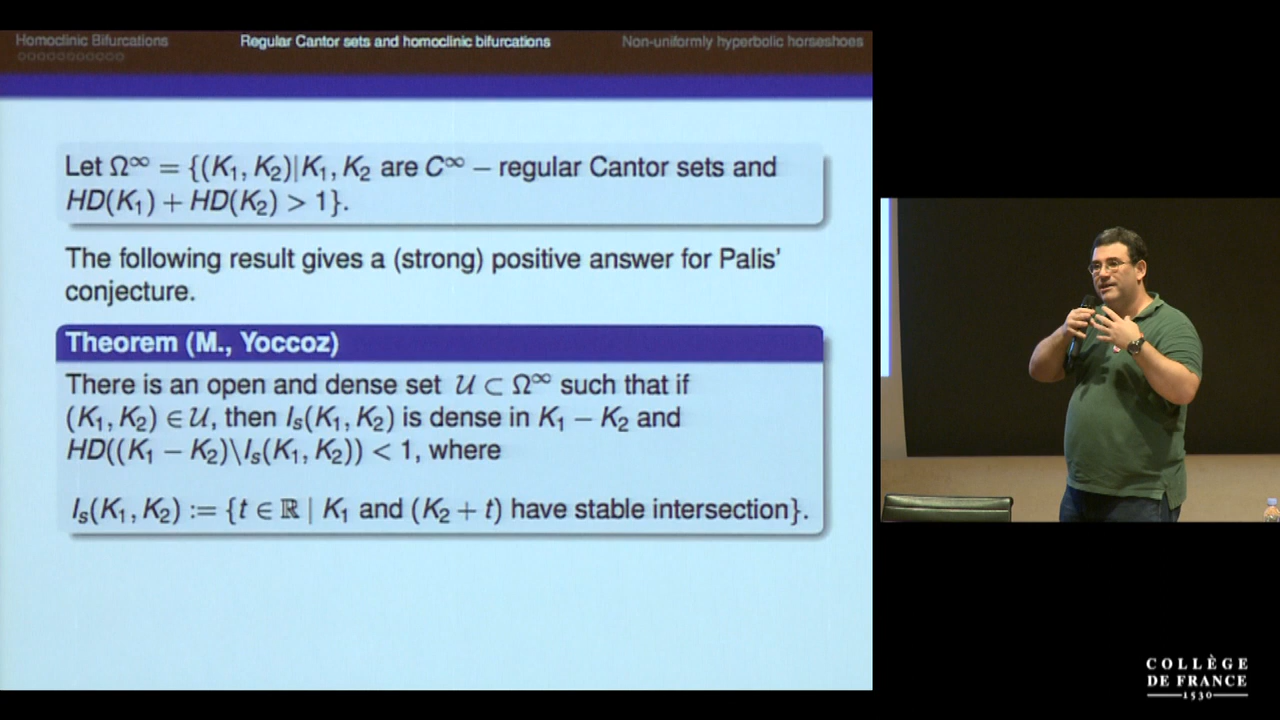 Homoclinic Bifurcations
Regular Cantor sets and homoclinic bifurcations
Non-uniformly hyperbolic horseshoes
Let Ω^∞ = {(K₁, K₂)|K₁, K₂ are C^∞ – regular Cantor sets and
HD(K₁) + HD(K₂) > 1}.
The following result gives a (strong) positive answer for Palis'
conjecture.
Theorem (M., Yoccoz)
There is an open and dense set 𝒰 ⊂ Ω^∞ such that if
(K₁, K₂) ∈ 𝒰, then Iₛ(K₁, K₂) is dense in K₁ – K₂ and
HD((K₁ – K₂)\Iₛ(K₁, K₂)) < 1, where
Iₛ(K₁, K₂) := {t ∈ ℝ | K₁ and (K₂ + t) have stable intersection}.
COLLÈGE
DE FRANCE
1530